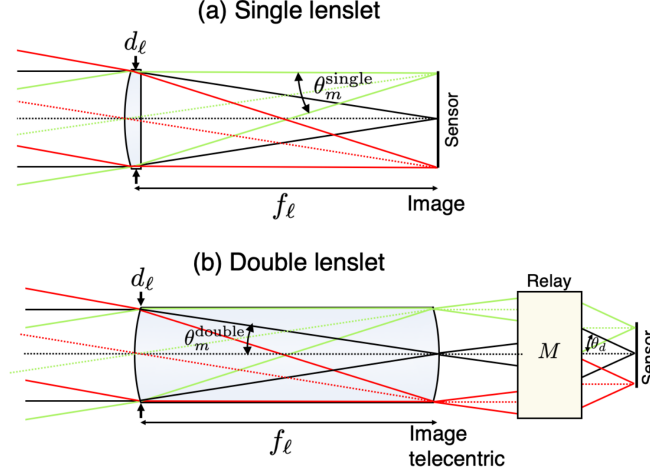 (a) Single lenslet
dℓ
θₘˢⁱⁿᵍˡᵉ
Sensor
fℓ
Image
(b) Double lenslet
dℓ
Relay
θₘᵈᵒᵘᵇˡᵉ
M
θd
Sensor
fℓ
Image
telecentric